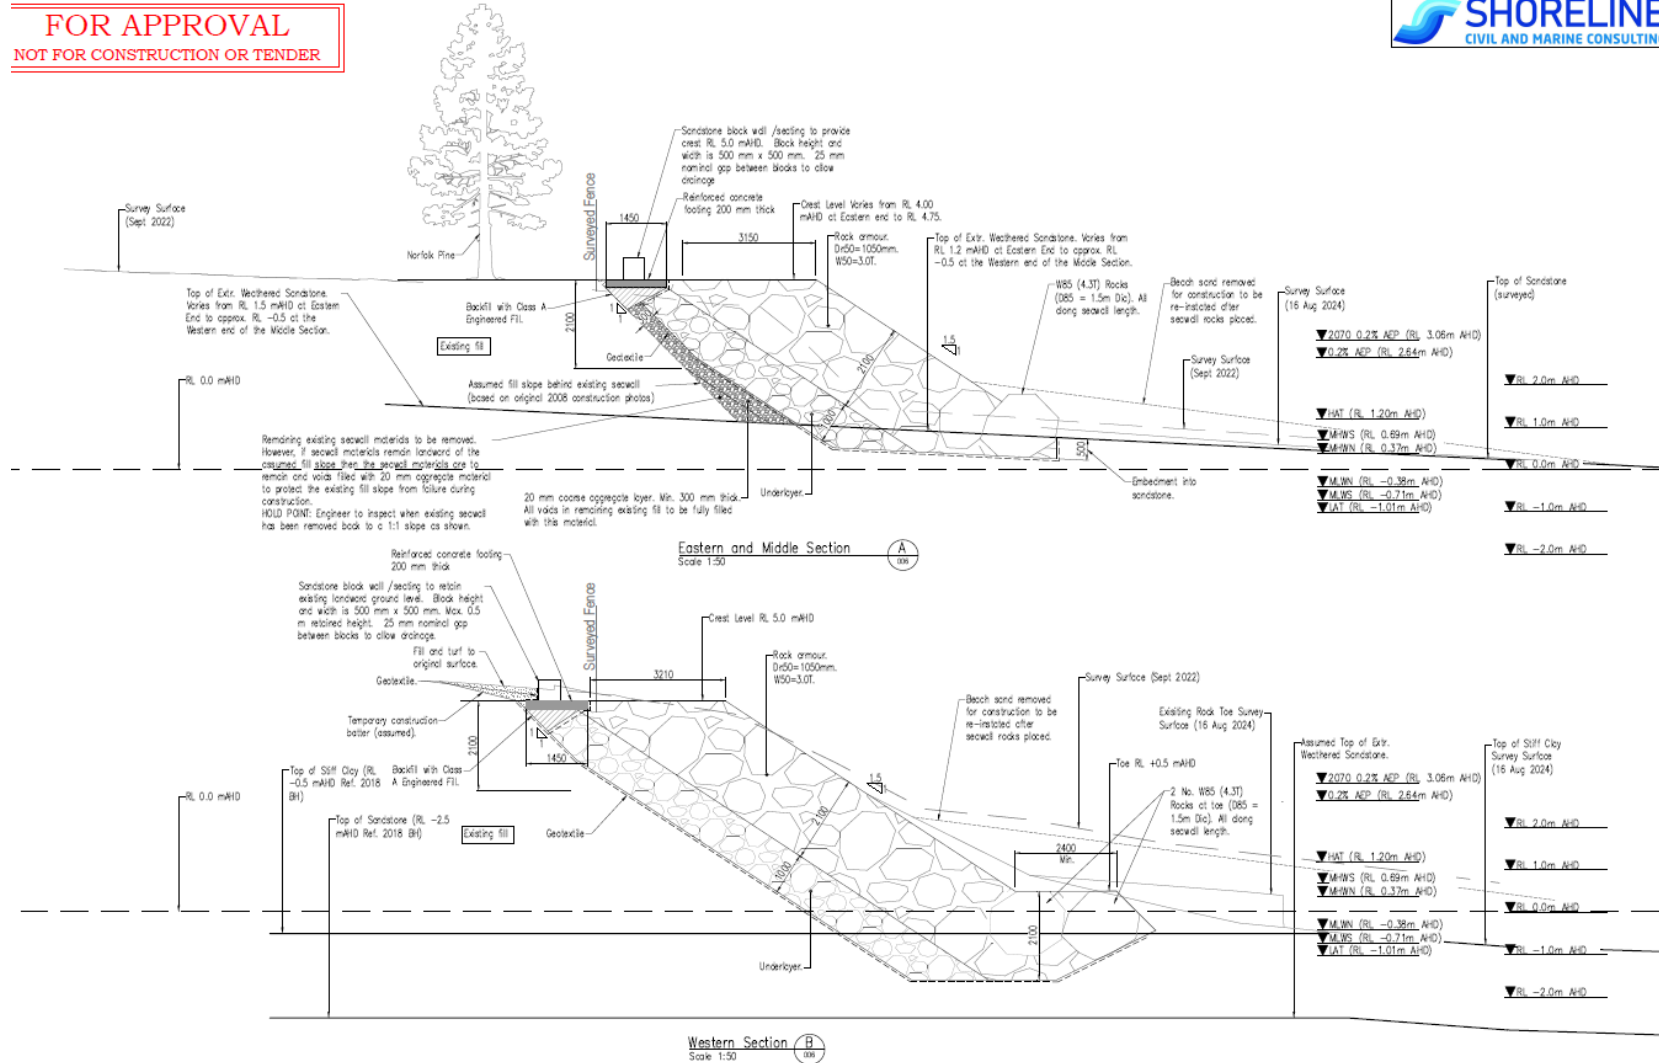 FOR APPROVAL
NOT FOR CONSTRUCTION OR TENDER
SHORELINE
CIVIL AND MARINE CONSULTING
Sandstone block wall /seating to provide
crest RL 5.0 mAHD. Block height and
width is 500 mm x 500 mm. 25 mm
nominal gap between blocks to allow
drainage
Reinforced concrete
footing 200 mm thick
Surveyed Fence
1450
3150
Crest Level Varies from RL 4.00
mAHD at Eastern end to RL 4.75.
Rock armour.
Dn50=1050mm.
W50=3.0T.
Top of Extr. Weathered Sandstone. Varies from
RL 1.2 mAHD at Eastern End to approx. RL
-0.5 at the Western end of the Middle Section.
Survey Surface
(Sept 2022)
Norfolk Pine
Top of Extr. Weathered Sandstone.
Varies from RL 1.5 mAHD at Eastern
End to approx. RL -0.5 at the
Western end of the Middle Section.
Backfill with Class A
Engineered Fill.
Existing fill
2100
1
1
Geotextile
W85 (4.3T) Rocks
(D85 = 1.5m Dia). All
along seawall length.
Beach sand removed
for construction to be
re-instated after
seawall rocks placed.
Survey Surface
(16 Aug 2024)
Top of Sandstone
(surveyed)
1.5
1
Survey Surface
(Sept 2022)
2070 0.2% AEP (RL 3.06m AHD)
0.2% AEP (RL 2.64m AHD)
HAT (RL 1.20m AHD)
MHWS (RL 0.69m AHD)
MHWN (RL 0.37m AHD)
MLWN (RL -0.38m AHD)
MLWS (RL -0.71m AHD)
LAT (RL -1.01m AHD)
RL 2.0m AHD
RL 1.0m AHD
RL 0.0m AHD
RL -1.0m AHD
RL -2.0m AHD
RL 0.0 mAHD
Assumed fill slope behind existing seawall
(based on original 2008 construction photos)
2100
1000
500
Remaining existing seawall materials to be removed.
However, if seawall materials remain landward of the
assumed fill slope then the seawall materials are to
remain and voids filled with 20 mm aggregate material
to protect the existing fill slope from failure during
construction.
HOLD POINT: Engineer to inspect when existing seawall
has been removed back to a 1:1 slope as shown.
20 mm coarse aggregate layer. Min. 300 mm thick.
All voids in remaining existing fill to be fully filled
with this material.
Underlayer.
Embedment into
sandstone.
Eastern and Middle Section
Scale 1:50
A
006
Reinforced concrete footing
200 mm thick
Sandstone block wall /seating to retain
existing landward ground level. Block height
and width is 500 mm x 500 mm. Max. 0.5
m retained height. 25 mm nominal gap
between blocks to allow drainage.
Fill and turf to
original surface.
Geotextile.
Temporary construction
batter (assumed).
Surveyed Fence
3210
Crest Level RL 5.0 mAHD
Rock armour.
Dn50=1050mm.
W50=3.0T.
Beach sand removed
for construction to be
re-instated after
seawall rocks placed.
Survey Surface (Sept 2022)
Exisiting Rock Toe Survey
Surface (16 Aug 2024)
Assumed Top of Extr.
Weathered Sandstone.
Top of Stiff Clay
Survey Surface
(16 Aug 2024)
2100
1
1
1450
Top of Stiff Clay (RL
-0.5 mAHD Ref. 2018
BH)
Backfill with Class
A Engineered Fill.
RL 0.0 mAHD
Top of Sandstone (RL -2.5
mAHD Ref. 2018 BH)
Existing fill
Geotextile
1.5
1
Toe RL +0.5 mAHD
2 No. W85 (4.3T)
Rocks at toe (D85 =
1.5m Dia). All along
seawall length.
2400
Min.
2100
1000
2100
2070 0.2% AEP (RL 3.06m AHD)
0.2% AEP (RL 2.64m AHD)
HAT (RL 1.20m AHD)
MHWS (RL 0.69m AHD)
MHWN (RL 0.37m AHD)
MLWN (RL -0.38m AHD)
MLWS (RL -0.71m AHD)
LAT (RL -1.01m AHD)
RL 2.0m AHD
RL 1.0m AHD
RL 0.0m AHD
RL -1.0m AHD
RL -2.0m AHD
Underlayer.
Western Section
Scale 1:50
B
006